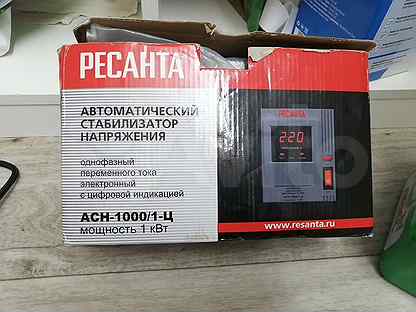 РЕСАНТА
АВТОМАТИЧЕСКИЙ
СТАБИЛИЗАТОР
НАПРЯЖЕНИЯ
однофазный
переменного тока
электронный
с цифровой индикацией
АСН-1000/1-Ц
мощность 1 кВт
РЕСАНТА
220
www.resanta.ru